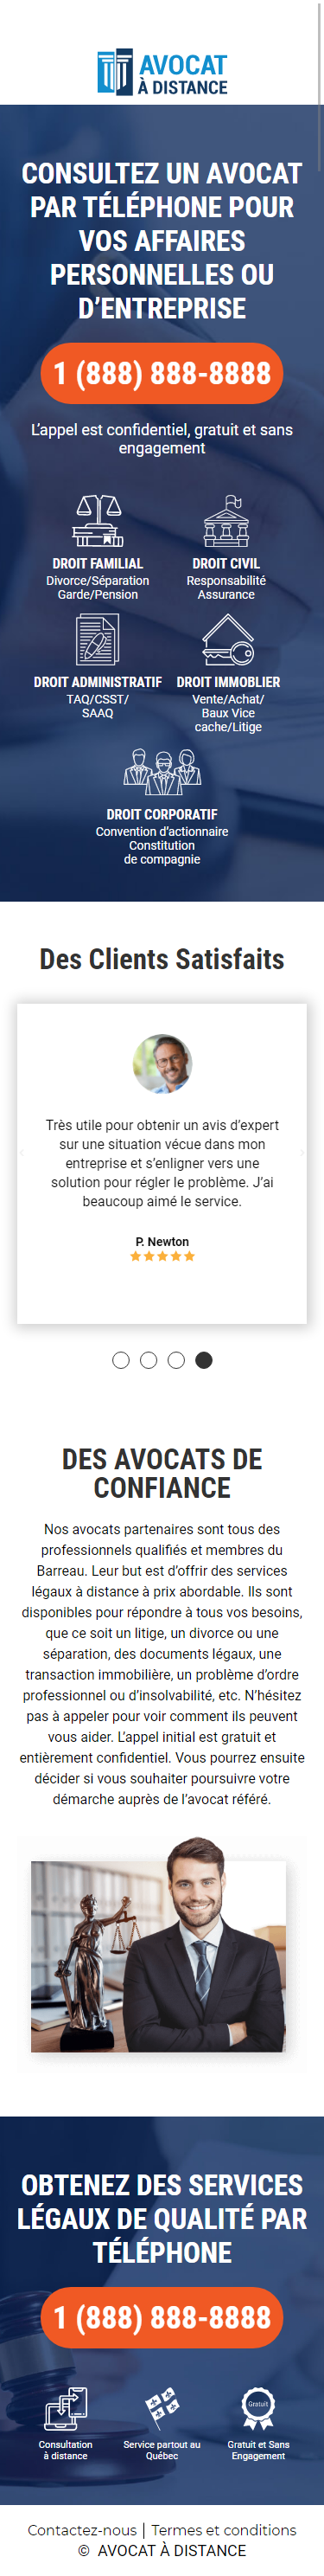 AVOCAT
À DISTANCE
CONSULTEZ UN AVOCAT
PAR TÉLÉPHONE POUR
VOS AFFAIRES
PERSONNELLES OU
D’ENTREPRISE
1 (888) 888-8888
L’appel est confidentiel, gratuit et sans
engagement
DROIT FAMILIAL
Divorce/Séparation
Garde/Pension
DROIT CIVIL
Responsabilité
Assurance
DROIT ADMINISTRATIF
TAQ/CSST/
SAAQ
DROIT IMMOBLIER
Vente/Achat/
Baux Vice
cache/Litige
DROIT CORPORATIF
Convention d’actionnaire
Constitution
de compagnie
Des Clients Satisfaits
Très utile pour obtenir un avis d’expert
sur une situation vécue dans mon
entreprise et s’enligner vers une
solution pour régler le problème. J’ai
beaucoup aimé le service.
P. Newton
DES AVOCATS DE
CONFIANCE
Nos avocats partenaires sont tous des
professionnels qualifiés et membres du
Barreau. Leur but est d’offrir des services
légaux à distance à prix abordable. Ils sont
disponibles pour répondre à tous vos besoins,
que ce soit un litige, un divorce ou une
séparation, des documents légaux, une
transaction immobilière, un problème d’ordre
professionnel ou d’insolvabilité, etc. N’hésitez
pas à appeler pour voir comment ils peuvent
vous aider. L’appel initial est gratuit et
entièrement confidentiel. Vous pourrez ensuite
décider si vous souhaiter poursuivre votre
démarche auprès de l’avocat référé.
OBTENEZ DES SERVICES
LÉGAUX DE QUALITÉ PAR
TÉLÉPHONE
1 (888) 888-8888
Consultation
à distance
Service partout au
Québec
Gratuit
Gratuit et Sans
Engagement
Contactez-nous | Termes et conditions
© AVOCAT À DISTANCE